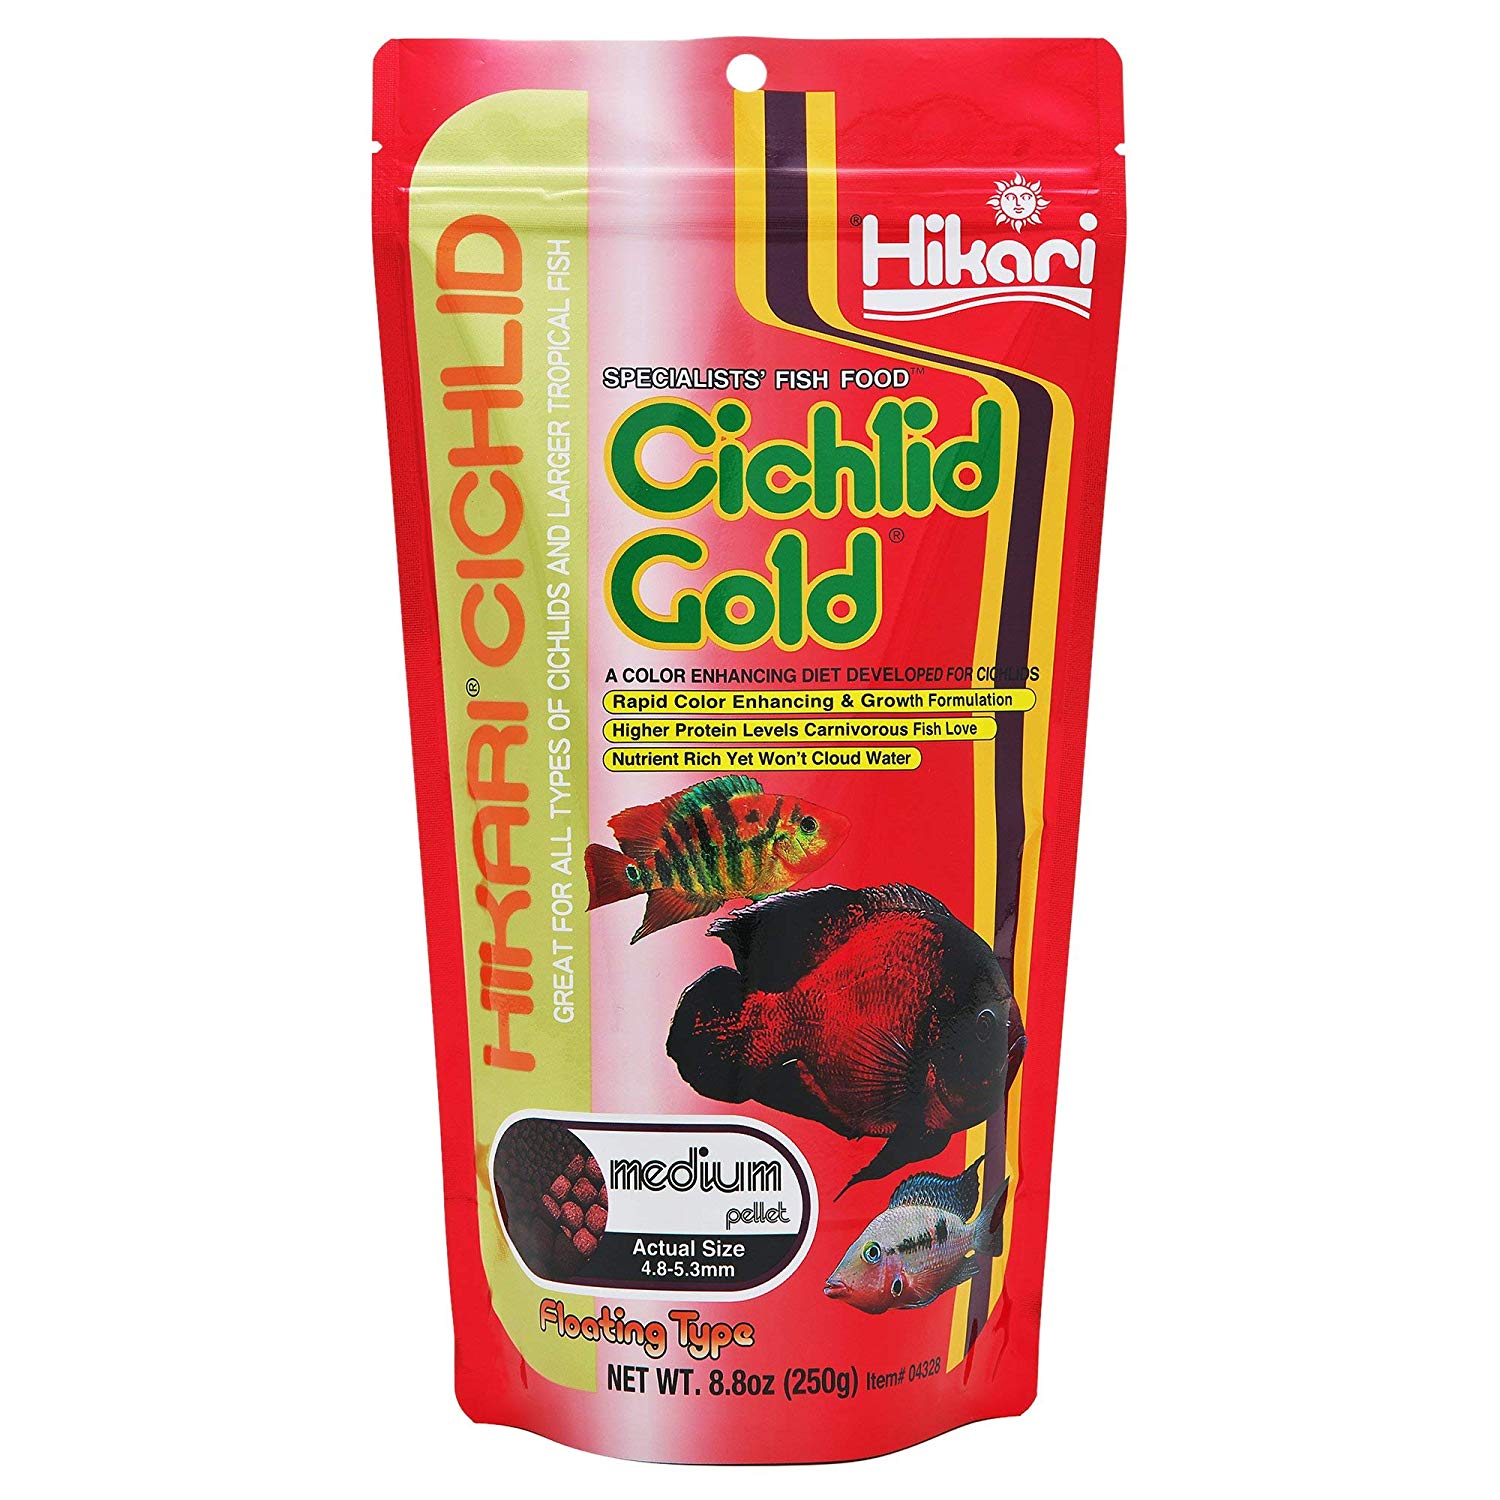 ® Hikari
SPECIALISTS' FISH FOOD™
Cichlid
Gold®
A COLOR ENHANCING DIET DEVELOPED FOR CICHLIDS
Rapid Color Enhancing & Growth Formulation
Higher Protein Levels Carnivorous Fish Love
Nutrient Rich Yet Won't Cloud Water
HIKARI® CICHLID
GREAT FOR ALL TYPES OF CICHLIDS AND LARGER TROPICAL FISH
medium
pellet
Actual Size
4.8-5.3mm
Floating Type
NET WT. 8.8oz (250g) Item# 04328